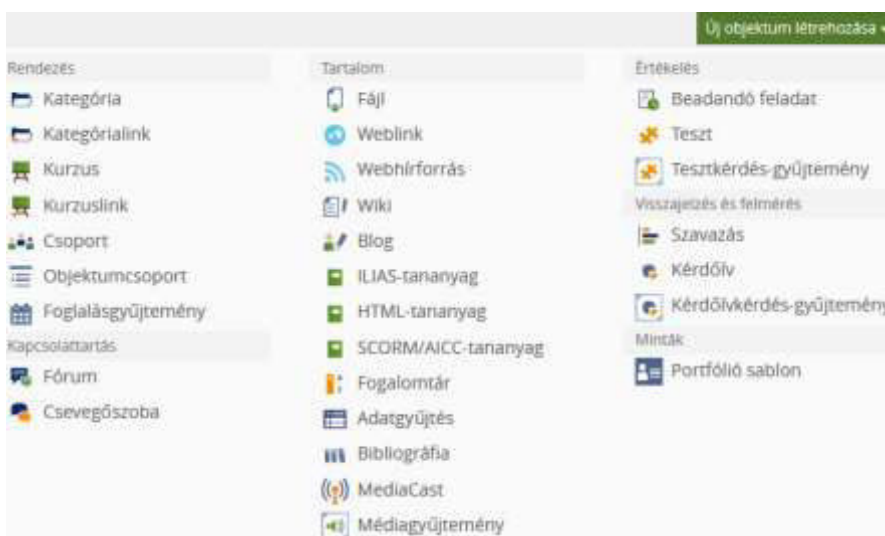 Új objektum létrehozása
Rendezés
Kategória
Kategórialink
Kurzus
Kurzuslink
Csoport
Objektumcsoport
Foglalásgyűjtemény
Kapcsolattartás
Fórum
Csevegőszoba
Tartalom
Fájl
Weblink
Webhírforrás
Wiki
Blog
ILIAS-tananyag
HTML-tananyag
SCORM/AICC-tananyag
Fogalomtár
Adatgyűjtés
Bibliográfia
MediaCast
Médiagyűjtemény
Értékelés
Beadandó feladat
Teszt
Tesztkérdés-gyűjtemény
Visszajelzés és felmérés
Szavazás
Kérdőív
Kérdőívkérdés-gyűjtemény
Minták
Portfólió sablon